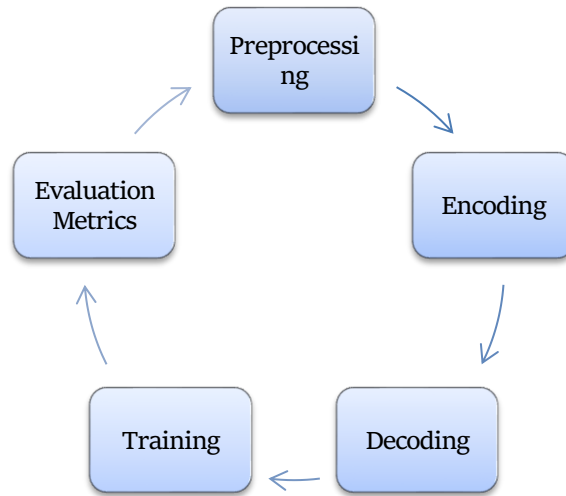 Preprocessi
ng
Encoding
Decoding
Training
Evaluation
Metrics